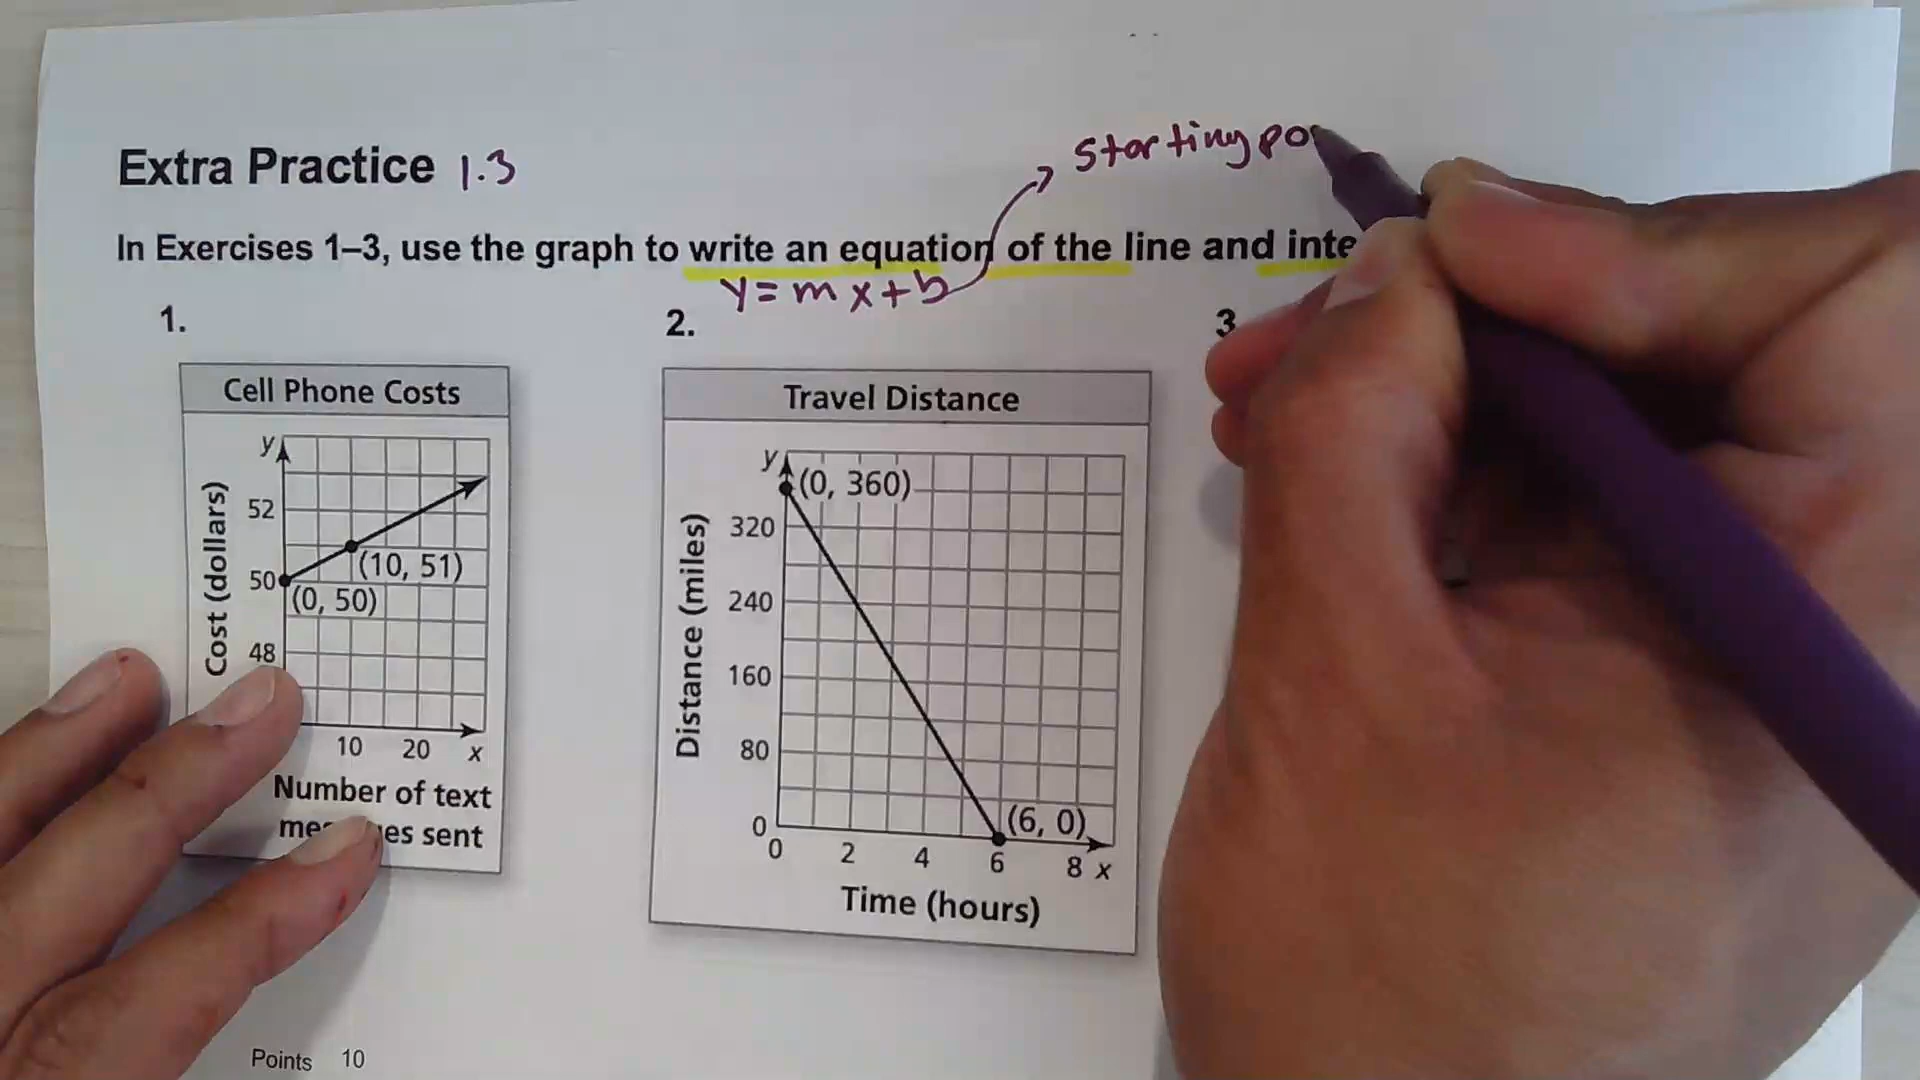 Starting po
Extra Practice 1.3
In Exercises 1–3, use the graph to write an equation of the line and inte
y = mx+b
1.
2.
3
Cell Phone Costs
y
52
50
48
(10, 51)
(0, 50)
Cost (dollars)
10 20 x
Number of text
sent
Travel Distance
y
(0, 360)
320
240
160
80
0
(6, 0)
Distance (miles)
0 2 4 6 8 x
Time (hours)
Points 10